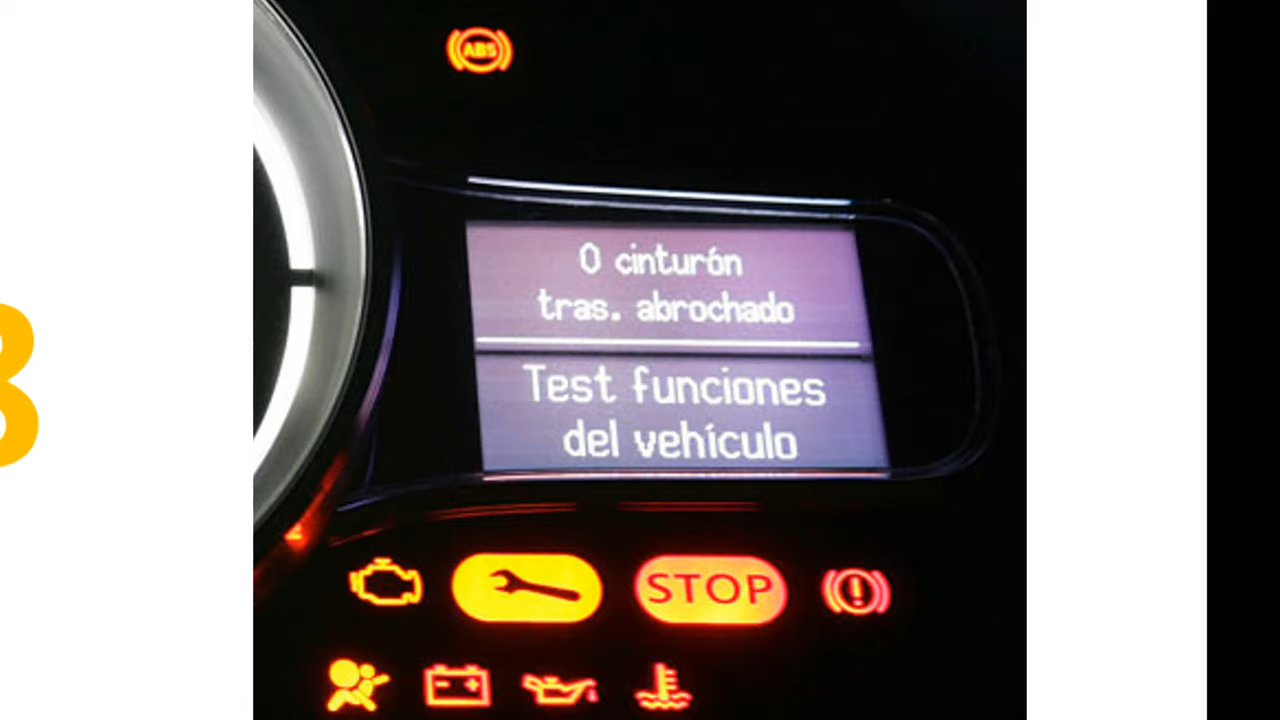 ABS
0 cinturón
tras. abrochado
Test funciones
del vehículo
STOP